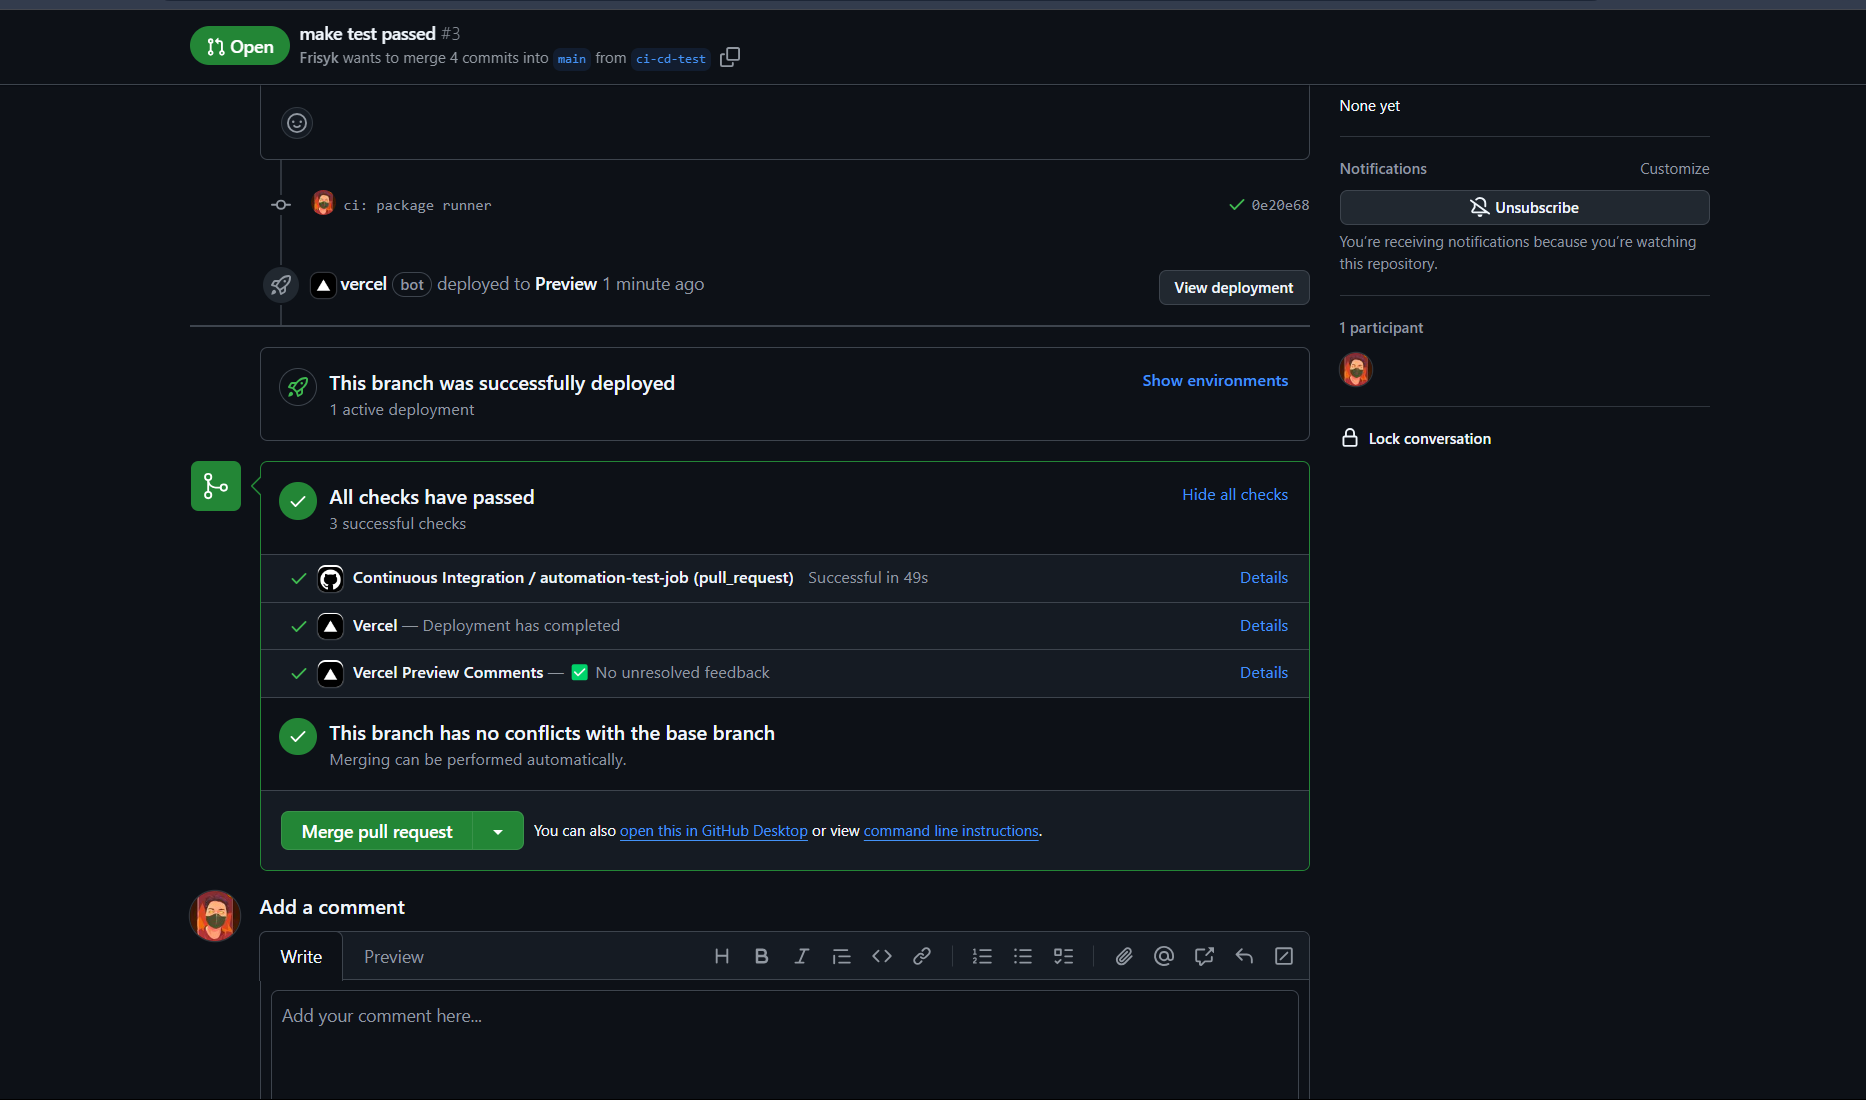 Open
make test passed #3
Frisyk wants to merge 4 commits into main from ci-cd-test
None yet
Notifications
Customize
Unsubscribe
You're receiving notifications because you're watching
this repository.
1 participant
Lock conversation
ci: package runner
0e20e68
vercel bot deployed to Preview 1 minute ago
View deployment
This branch was successfully deployed
1 active deployment
Show environments
All checks have passed
3 successful checks
Hide all checks
Continuous Integration / automation-test-job (pull_request) Successful in 49s
Details
Vercel — Deployment has completed
Details
Vercel Preview Comments — ✅ No unresolved feedback
Details
This branch has no conflicts with the base branch
Merging can be performed automatically.
Merge pull request
You can also open this in GitHub Desktop or view command line instructions.
Add a comment
Write
Preview
Add your comment here...